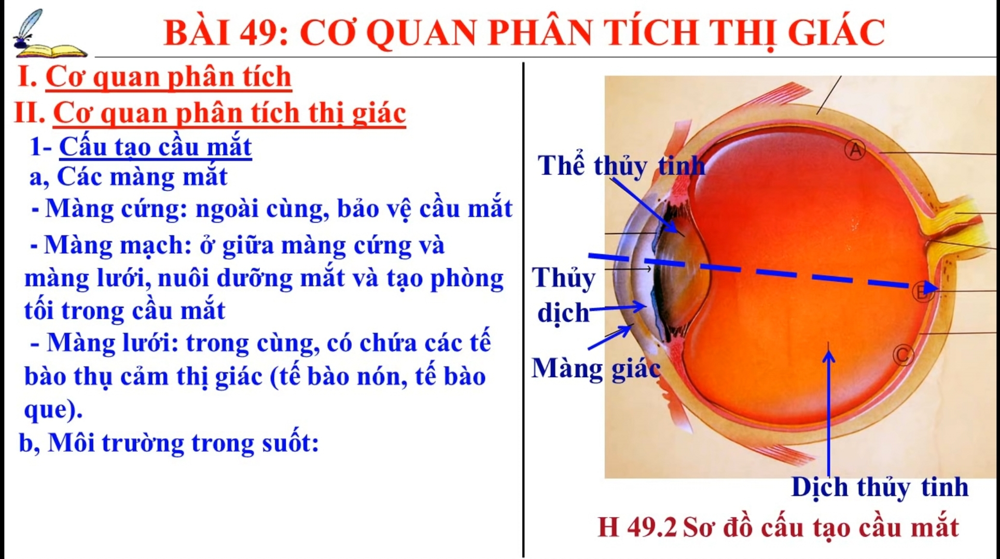 BÀI 49: CƠ QUAN PHÂN TÍCH THỊ GIÁC
I. Cơ quan phân tích
II. Cơ quan phân tích thị giác
1- Cấu tạo cầu mắt
a, Các màng mắt
- Màng cứng: ngoài cùng, bảo vệ cầu mắt
- Màng mạch: ở giữa màng cứng và
màng lưới, nuôi dưỡng mắt và tạo phòng
tối trong cầu mắt
- Màng lưới: trong cùng, có chứa các tế
bào thụ cảm thị giác (tế bào nón, tế bào
que).
b, Môi trường trong suốt:
A
Thể thủy tinh
Thủy
dịch
B
C
Màng giác
Dịch thủy tinh
H 49.2 Sơ đồ cấu tạo cầu mắt